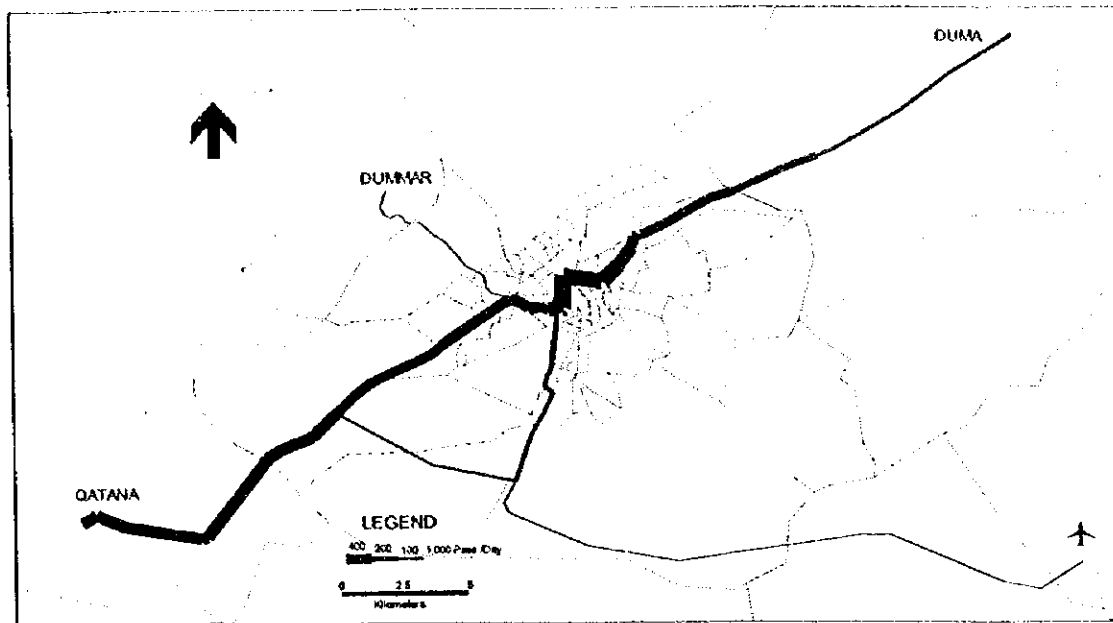 DUMA
DUMMAR
QATANA
LEGEND
400 200 100 1,000 Pass /Day
0 2.5 5
Kilometers